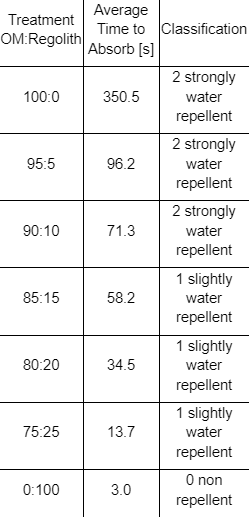 Treatment OM:Regolith | Average Time to Absorb [s] | Classification
100:0 | 350.5 | 2 strongly water repellent
95:5 | 96.2 | 2 strongly water repellent
90:10 | 71.3 | 2 strongly water repellent
85:15 | 58.2 | 1 slightly water repellent
80:20 | 34.5 | 1 slightly water repellent
75:25 | 13.7 | 1 slightly water repellent
0:100 | 3.0 | 0 non repellent